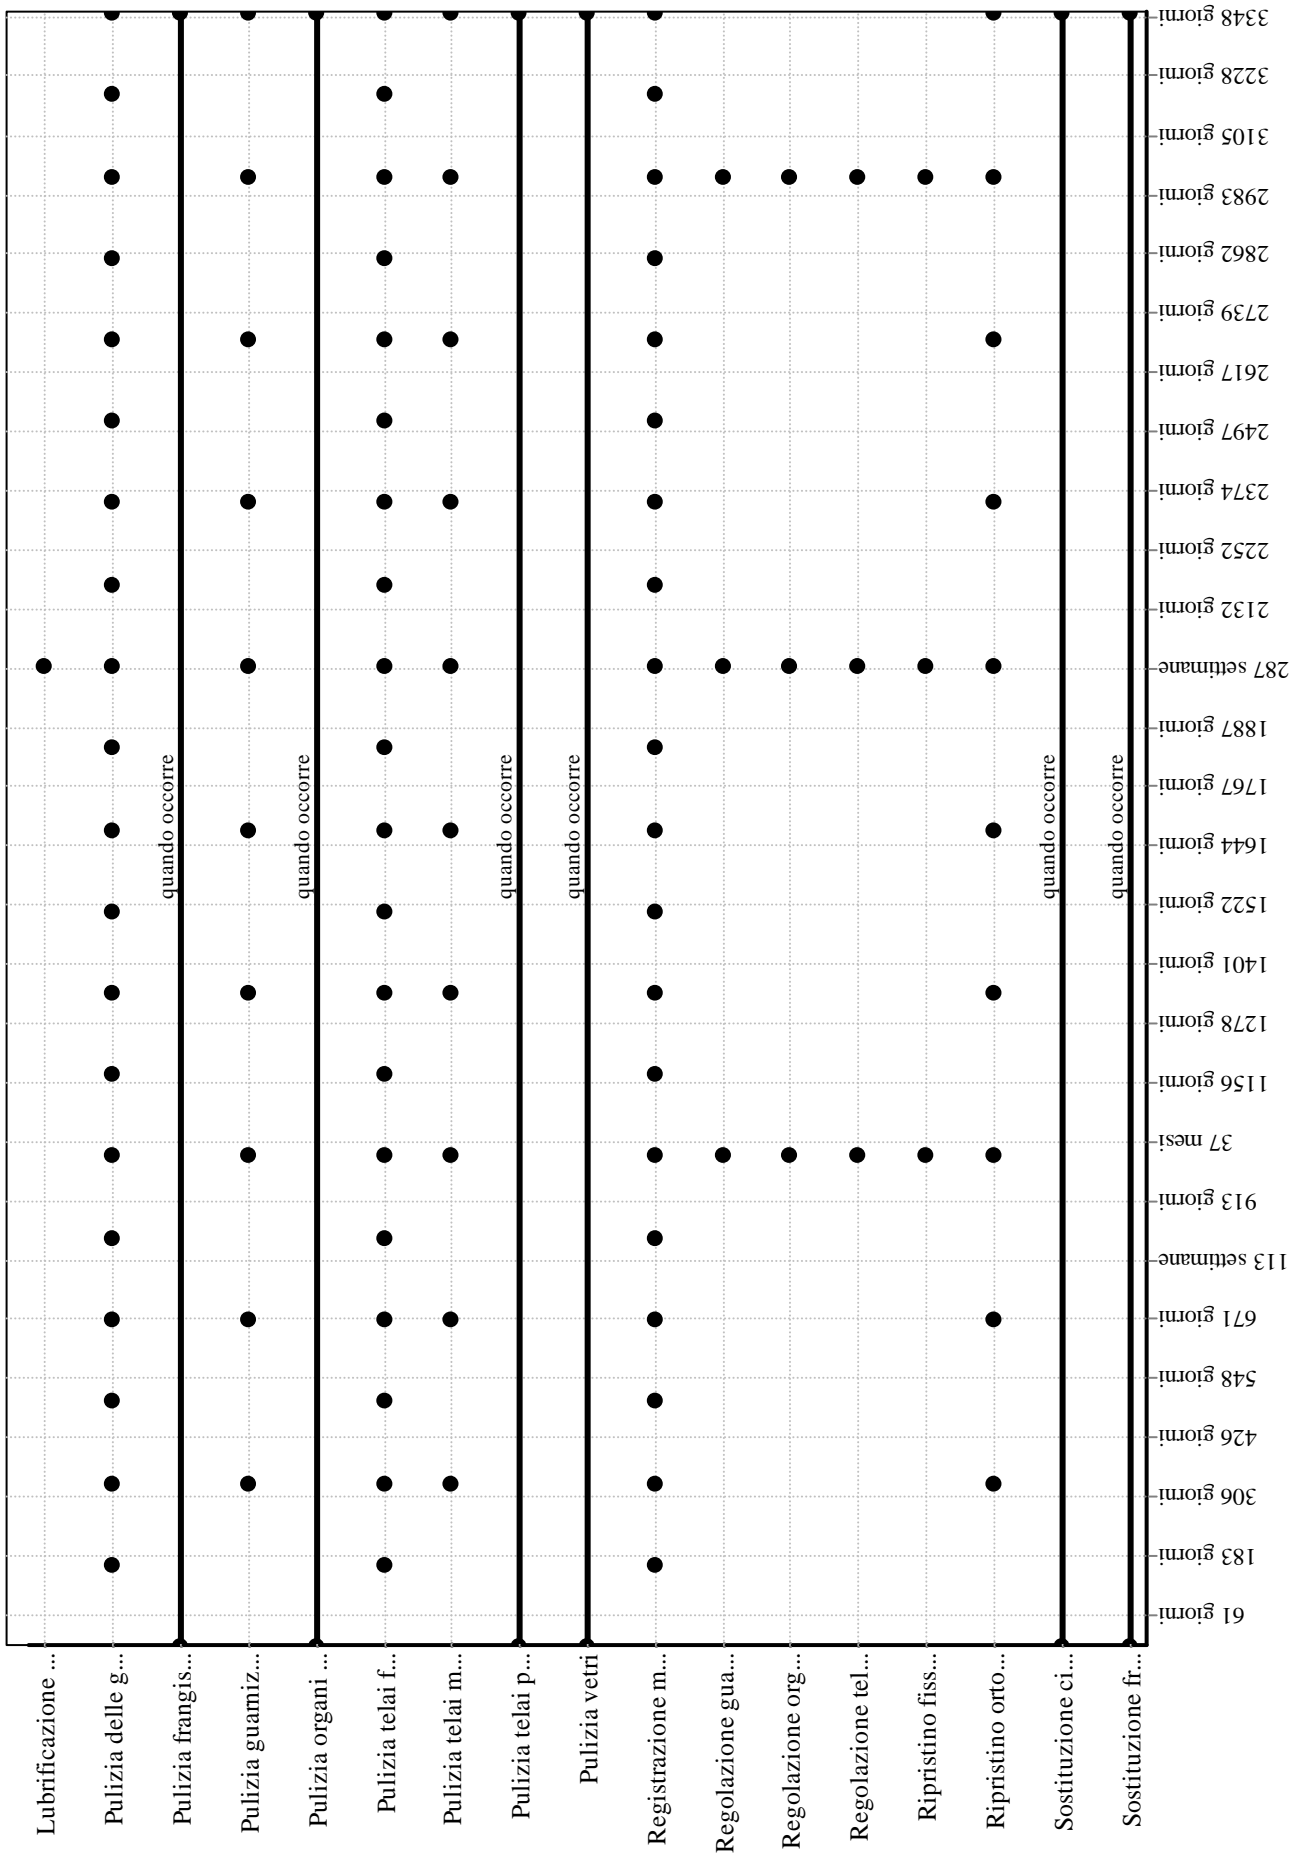 3348 giorni
3228 giorni
3105 giorni
2983 giorni
2862 giorni
2739 giorni
2617 giorni
2497 giorni
2374 giorni
2252 giorni
2132 giorni
287 settimane
1887 giorni
1767 giorni
1644 giorni
1522 giorni
1401 giorni
1278 giorni
1156 giorni
37 mesi
913 giorni
113 settimane
671 giorni
548 giorni
426 giorni
306 giorni
183 giorni
61 giorni
quando occorre
quando occorre
quando occorre
quando occorre
quando occorre
quando occorre
Lubrificazione ...
Pulizia delle g...
Pulizia frangis...
Pulizia guarniz...
Pulizia organi ...
Pulizia telai f...
Pulizia telai m...
Pulizia telai p...
Pulizia vetri
Registrazione m...
Regolazione gua...
Regolazione org...
Regolazione tel...
Ripristino fiss...
Ripristino orto...
Sostituzione ci...
Sostituzione fr...